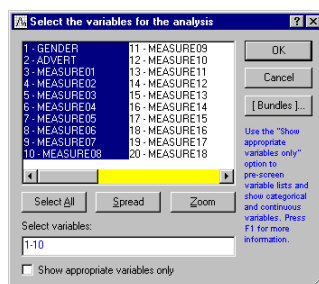 Select the variables for the analysis
1 - GENDER 11 - MEASURE09
2 - ADVERT 12 - MEASURE10
3 - MEASURE01 13 - MEASURE11
4 - MEASURE02 14 - MEASURE12
5 - MEASURE03 15 - MEASURE13
6 - MEASURE04 16 - MEASURE14
7 - MEASURE05 17 - MEASURE15
8 - MEASURE06 18 - MEASURE16
9 - MEASURE07 19 - MEASURE17
10 - MEASURE08 20 - MEASURE18
OK
Cancel
[ Bundles ]...
Use the "Show
appropriate
variables only"
option to
pre-screen
variable lists and
show categorical
and continuous
variables. Press
F1 for more
information.
Select All Spread Zoom
Select variables:
1-10
Show appropriate variables only